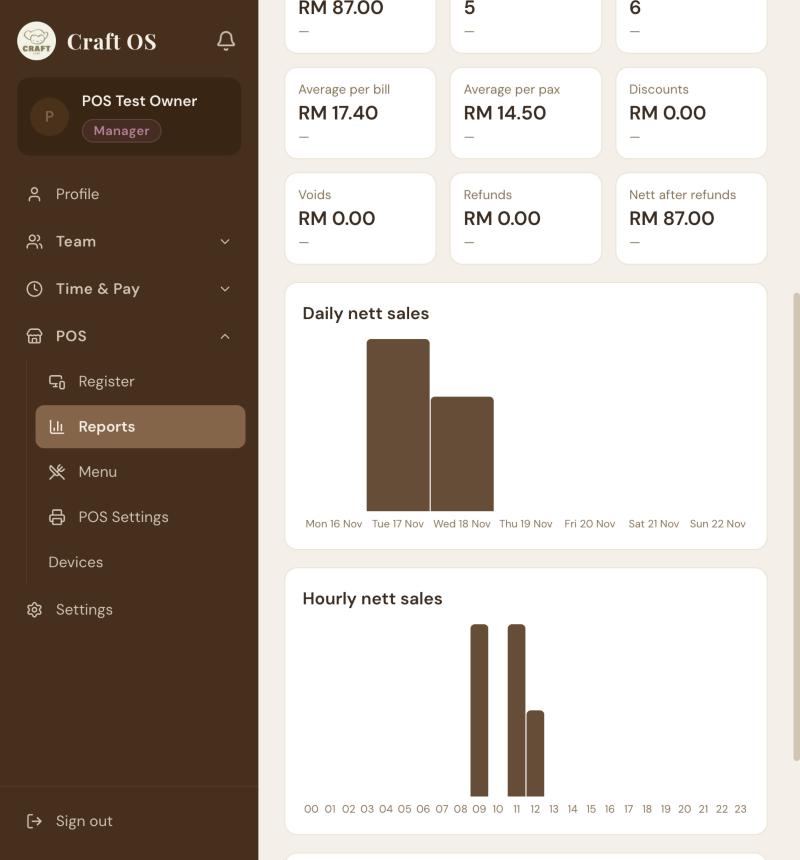 CRAFT
Craft OS
P
POS Test Owner
Manager
Profile
Team
Time & Pay
POS
Register
Reports
Menu
POS Settings
Devices
Settings
Sign out
RM 87.00
—
5
—
6
—
Average per bill
RM 17.40
—
Average per pax
RM 14.50
—
Discounts
RM 0.00
—
Voids
RM 0.00
—
Refunds
RM 0.00
—
Nett after refunds
RM 87.00
—
Daily nett sales
Mon 16 Nov Tue 17 Nov Wed 18 Nov Thu 19 Nov Fri 20 Nov Sat 21 Nov Sun 22 Nov
Hourly nett sales
00 01 02 03 04 05 06 07 08 09 10 11 12 13 14 15 16 17 18 19 20 21 22 23